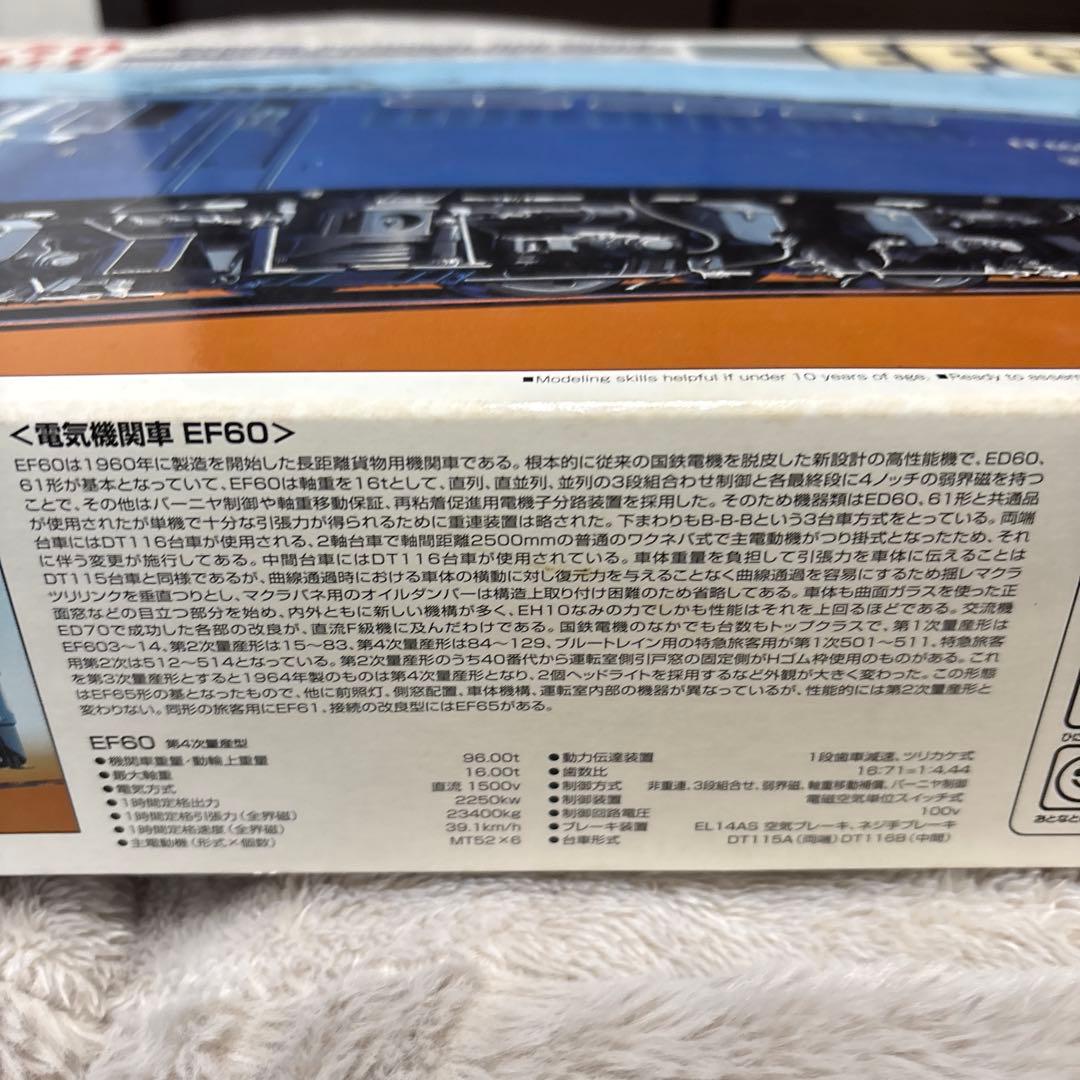 EF6
■Modeling skills helpful if under 10 years of age. ■Ready to assem
<電気機関車 EF60>
EF60は1960年に製造を開始した長距離貨物用機関車である。根本的に従来の国鉄電機を脱皮した新設計の高性能機で、ED60、
61形が基本となっていて、EF60は軸重を16tとして、直列、直並列、並列の3段組合わせ制御と各最終段に4ノッチの弱界磁を持つ
ことで、その他はバーニヤ制御や軸重移動保証、再粘着促進用電機子分路装置を採用した。そのため機器類はED60、61形と共通品
が使用されたが単機で十分な引張力が得られるために重連装置は略された。下まわりもB-B-Bという3台車方式をとっている。両端
台車にはDT116台車が使用される、2軸台車で軸間距離2500mmの普通のワクネバ式で主電動機がつり掛式となったため、それ
に伴う変更が施行してある。中間台車にはDT116台車が使用されている。車体重量を負担して引張力を車体に伝えることは
DT115台車と同様であるが、曲線通過時における車体の横動に対し復元力を与えることなく曲線通過を容易にするため揺レマクラ
ツリリンクを垂直つりとし、マクラバネ用のオイルダンパーは構造上取り付け困難のため省略してある。車体も曲面ガラスを使った正
面窓などの目立つ部分を始め、内外ともに新しい機構が多く、EH10なみの力でしかも性能はそれを上回るほどである。交流機
ED70で成功した各部の改良が、直流F級機に及んだわけである。国鉄電機のなかでも台数もトップクラスで、第1次量産形は
EF603〜14、第2次量産形は15〜83、第4次量産形は84〜129、ブルートレイン用の特急旅客用が第1次501〜511、特急旅客
用第2次は512〜514となっている。第2次量産形のうち40番代から運転室側引戸窓の固定側がHゴム枠使用のものがある。これ
を第3次量産形とすると1964年製のものは第4次量産形となり、2個ヘッドライトを採用するなど外観が大きく変わった。この形態
はEF65形の基となったもので、他に前照灯、側窓配置、車体機構、運転室内部の機器が異なっているが、性能的には第2次量産形と
変わりない。同形の旅客用にEF61、接続の改良型にはEF65がある。
EF60 第4次量産型
●機関車重量・動輪上重量 96.00t
●最大軸重 16.00t
●電気方式 直流 1500v
●1時間定格出力 2250kw
●1時間定格引張力(全界磁) 23400kg
●1時間定格速度(全界磁) 39.1km/h
●主電動機(形式×個数) MT52×6
●動力伝達装置 1段歯車減速、ツリカケ式
●歯数比 16:71=1:4.44
●制御方式 非重連、3段組合せ、弱界磁、軸重移動補償、バーニヤ制御
●制御装置 電磁空気単位スイッチ式
●制御回路電圧 100v
●ブレーキ装置 EL14AS 空気ブレーキ、ネジ手ブレーキ
●台車形式 DT115A(両端) DT116B(中間)
ひに
おとなと